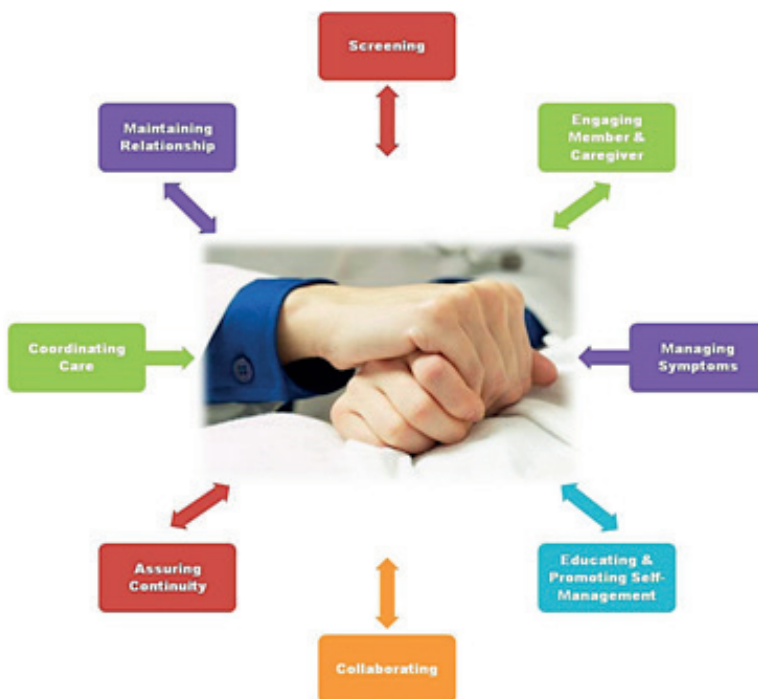 Screening
Engaging
Member &
Caregiver
Managing
Symptoms
Educating &
Promoting Self-
Management
Collaborating
Assuring
Continuity
Coordinating
Care
Maintaining
Relationship